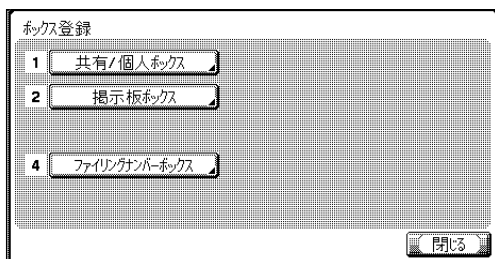 ボックス登録
1 共有/個人ボックス
2 掲示板ボックス
4 ファイリングナンバーボックス
閉じる